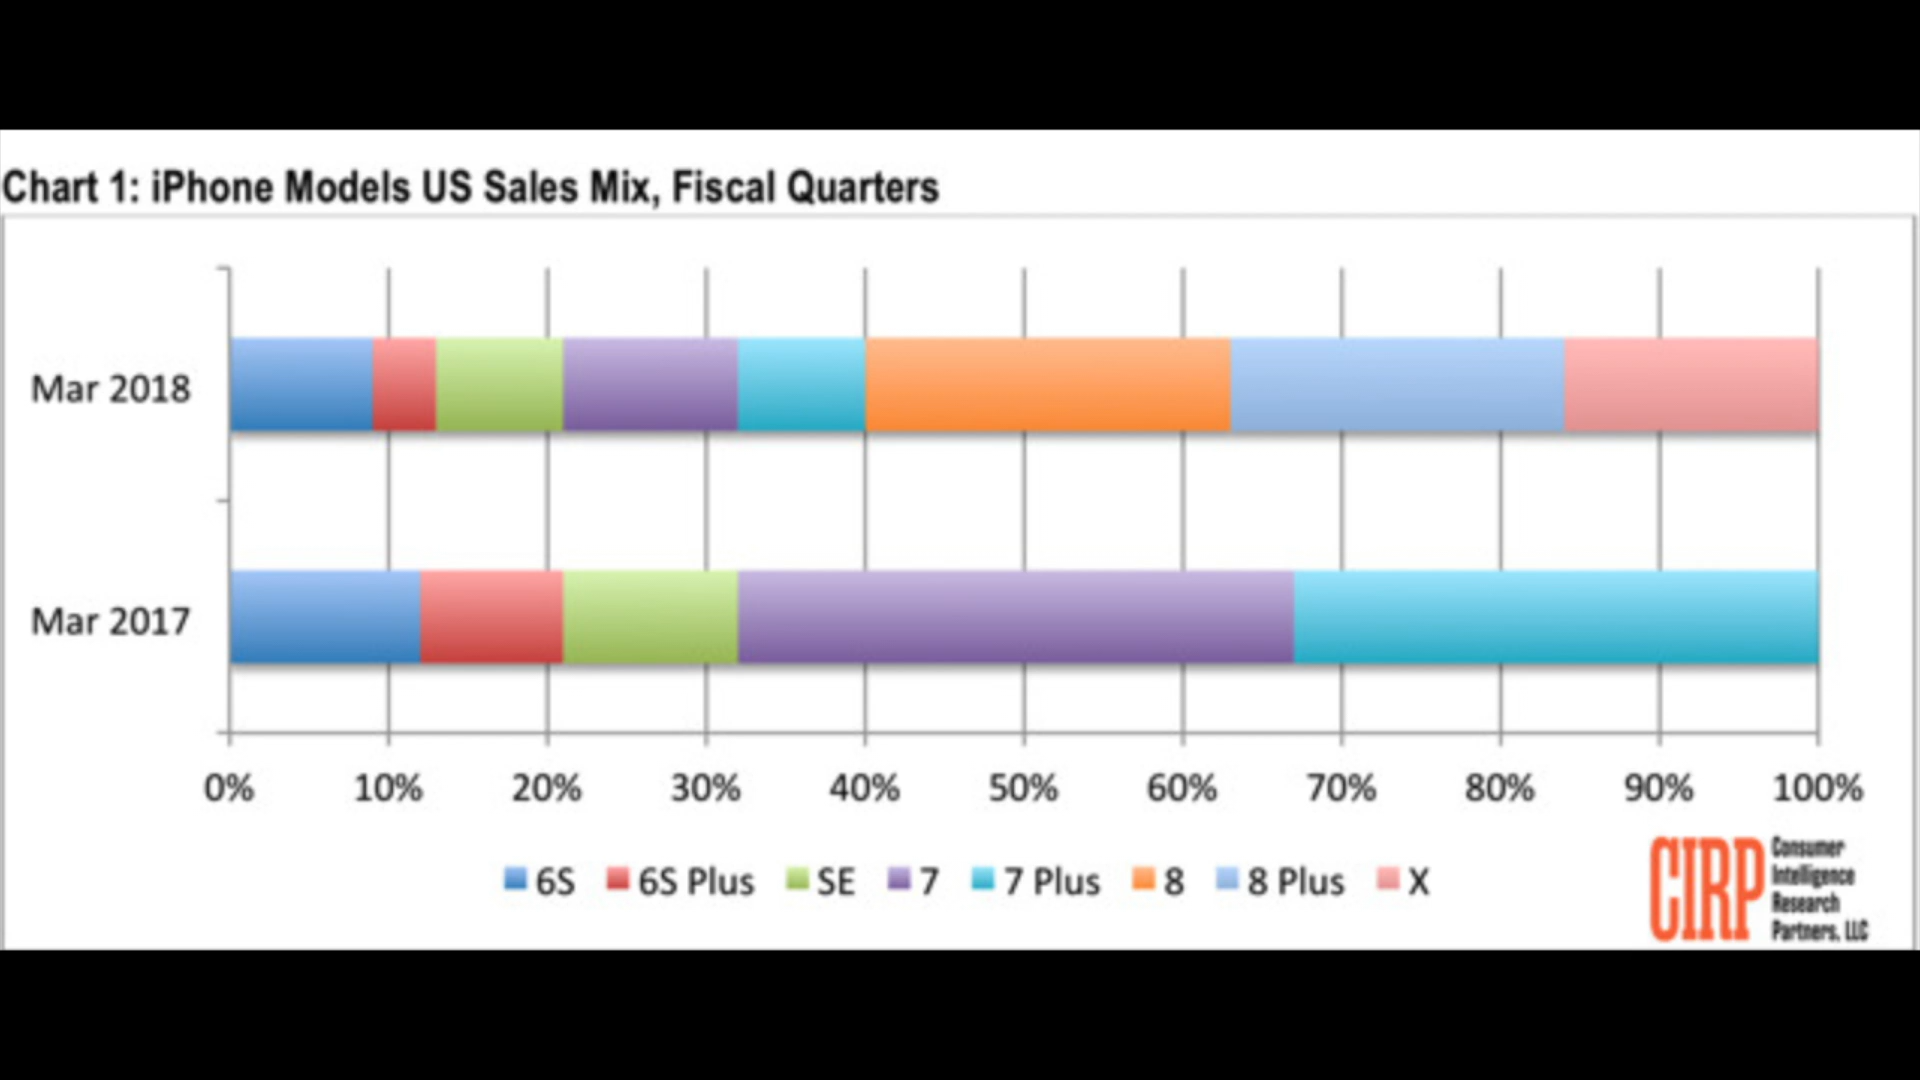 Chart 1: iPhone Models US Sales Mix, Fiscal Quarters
Mar 2018
Mar 2017
0% 10% 20% 30% 40% 50% 60% 70% 80% 90% 100%
6S 6S Plus SE 7 7 Plus 8 8 Plus X
CIRP
Consumer
Intelligence
Research
Partners, LLC